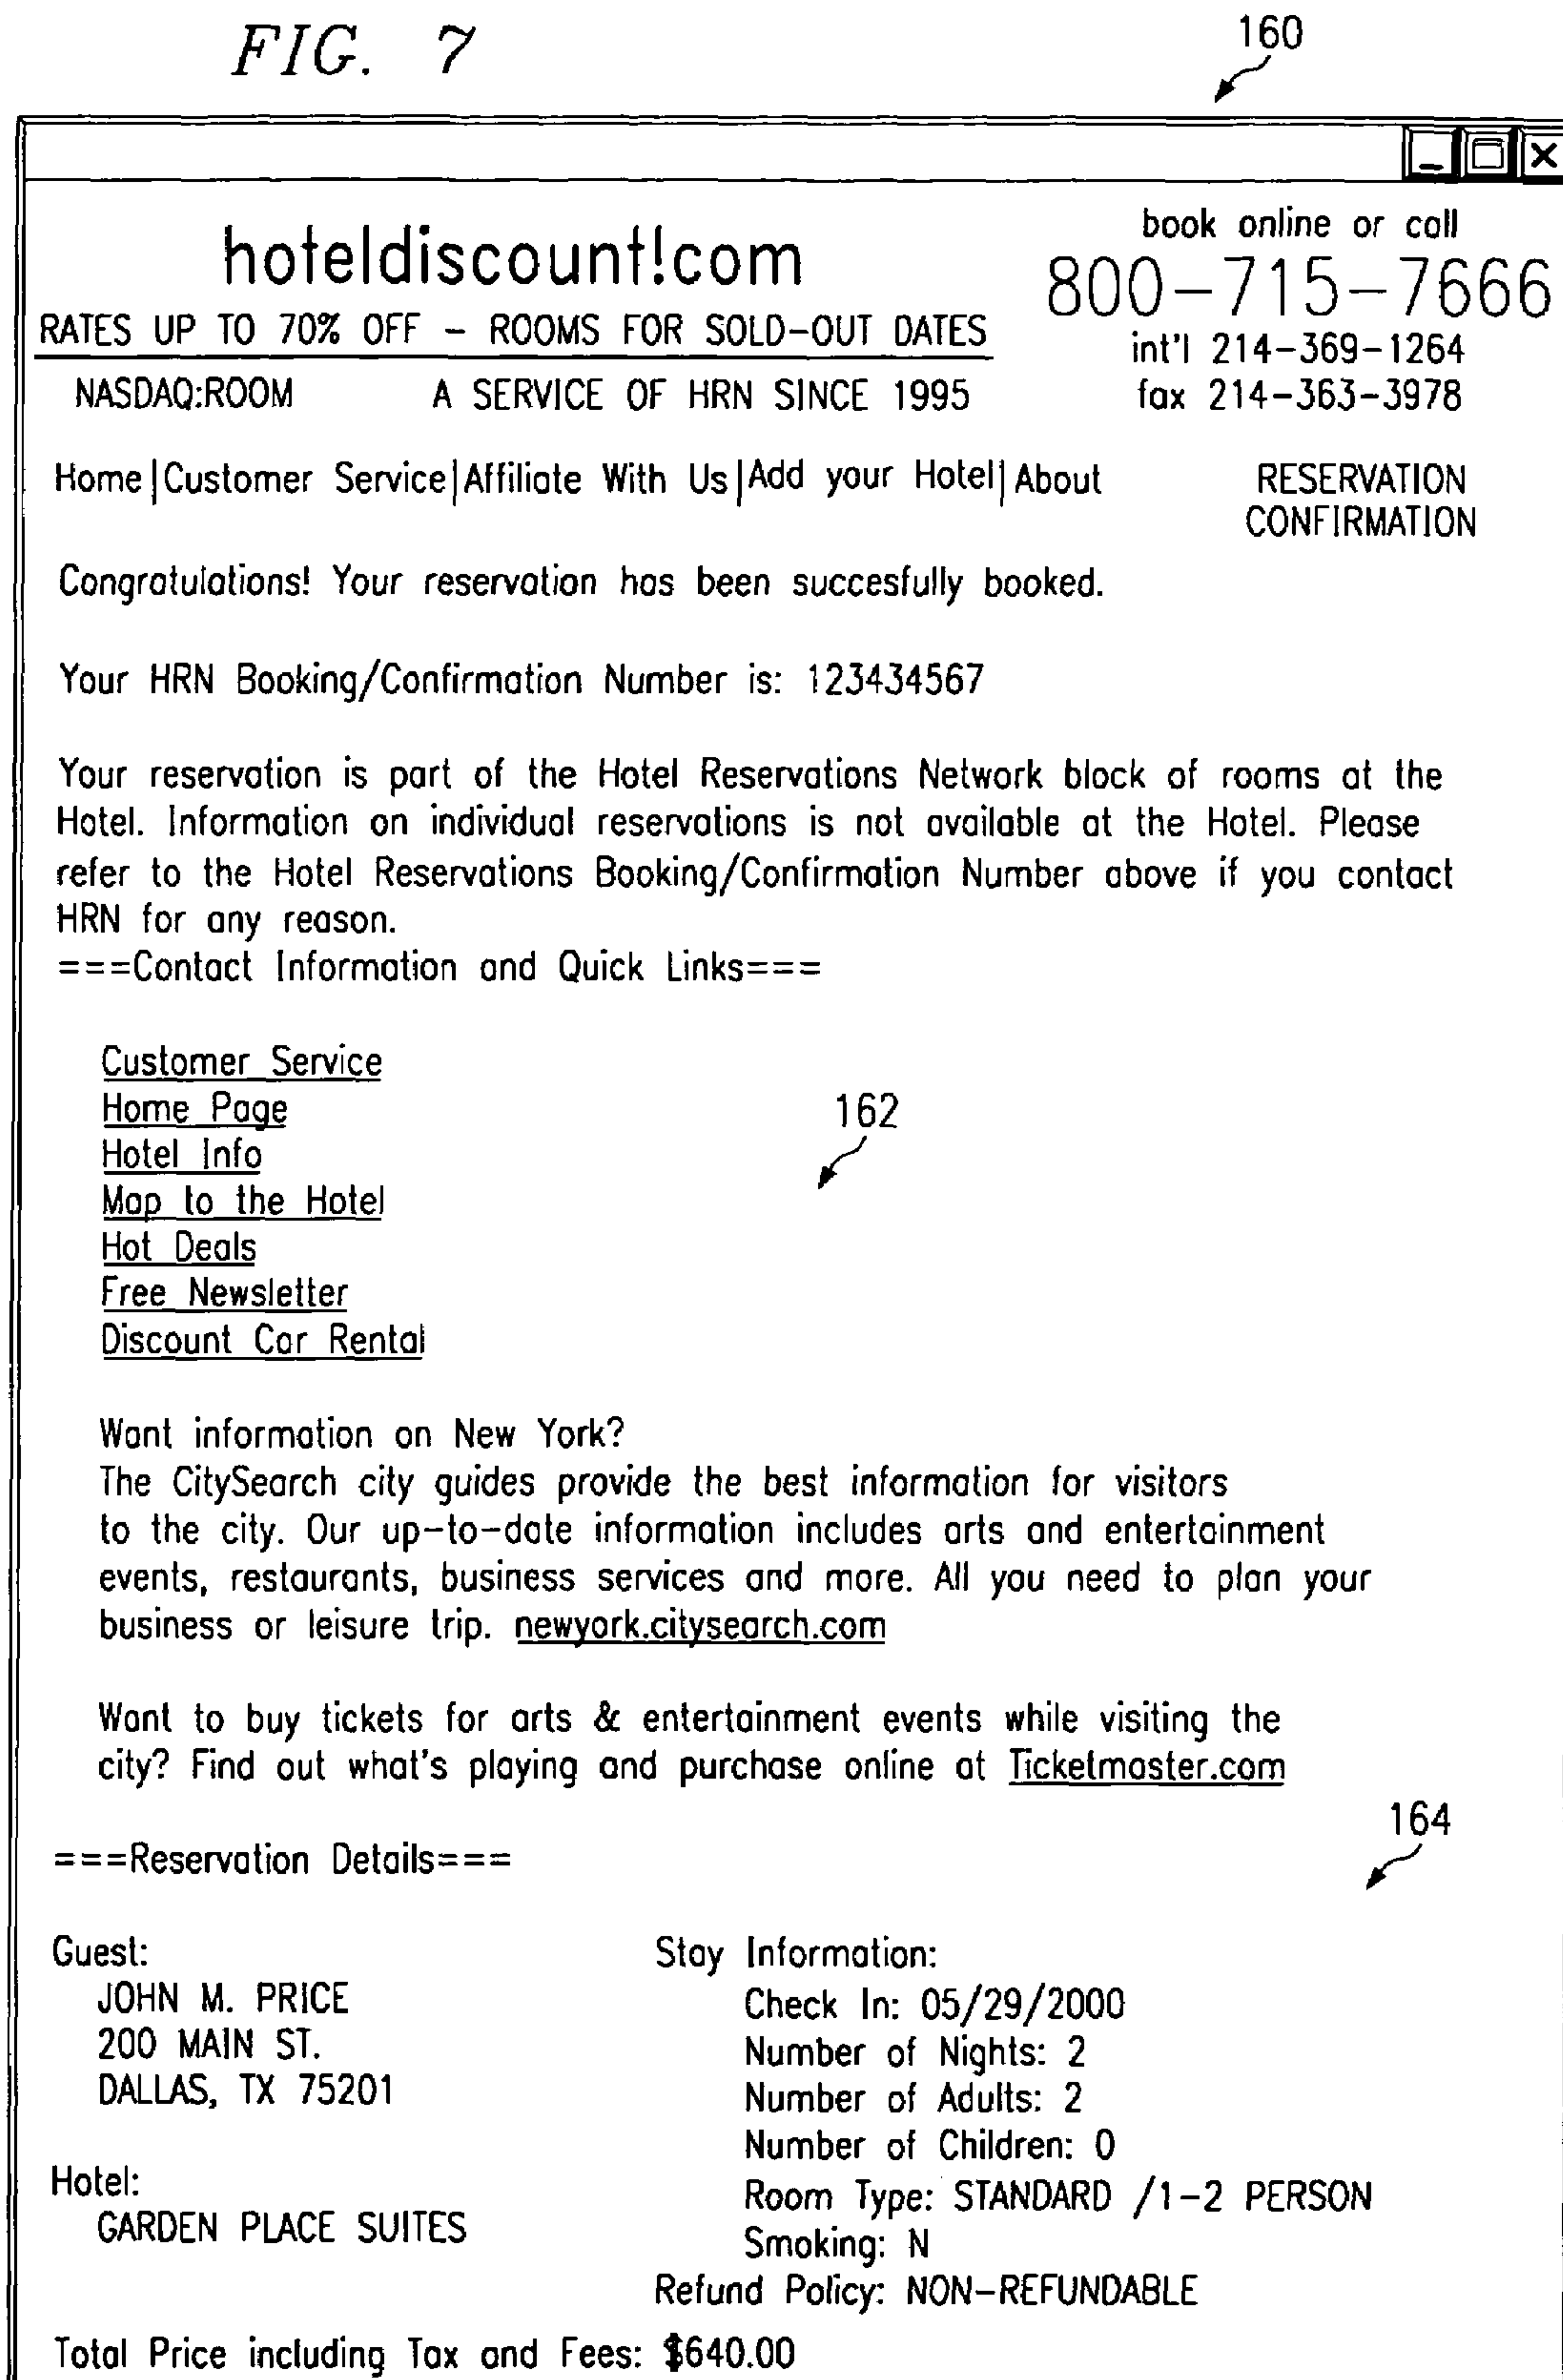 FIG. 7
160
hoteldiscount!com
RATES UP TO 70% OFF - ROOMS FOR SOLD-OUT DATES
NASDAQ:ROOM A SERVICE OF HRN SINCE 1995
book online or call
800-715-7666
int'l 214-369-1264
fax 214-363-3978
Home|Customer Service|Affiliate With Us|Add your Hotel|About
RESERVATION
CONFIRMATION
Congratulations! Your reservation has been succesfully booked.
Your HRN Booking/Confirmation Number is: 123434567
Your reservation is part of the Hotel Reservations Network block of rooms at the
Hotel. Information on individual reservations is not available at the Hotel. Please
refer to the Hotel Reservations Booking/Confirmation Number above if you contact
HRN for any reason.
===Contact Information and Quick Links===
Customer Service
Home Page
162
Hotel Info
Map to the Hotel
Hot Deals
Free Newsletter
Discount Car Rental
Want information on New York?
The CitySearch city guides provide the best information for visitors
to the city. Our up-to-date information includes arts and entertainment
events, restaurants, business services and more. All you need to plan your
business or leisure trip. newyork.citysearch.com
Want to buy tickets for arts & entertainment events while visiting the
city? Find out what's playing and purchase online at Ticketmaster.com
164
===Reservation Details===
Guest:
JOHN M. PRICE
200 MAIN ST.
DALLAS, TX 75201
Hotel:
GARDEN PLACE SUITES
Stay Information:
Check In: 05/29/2000
Number of Nights: 2
Number of Adults: 2
Number of Children: 0
Room Type: STANDARD /1-2 PERSON
Smoking: N
Refund Policy: NON-REFUNDABLE
Total Price including Tax and Fees: $640.00